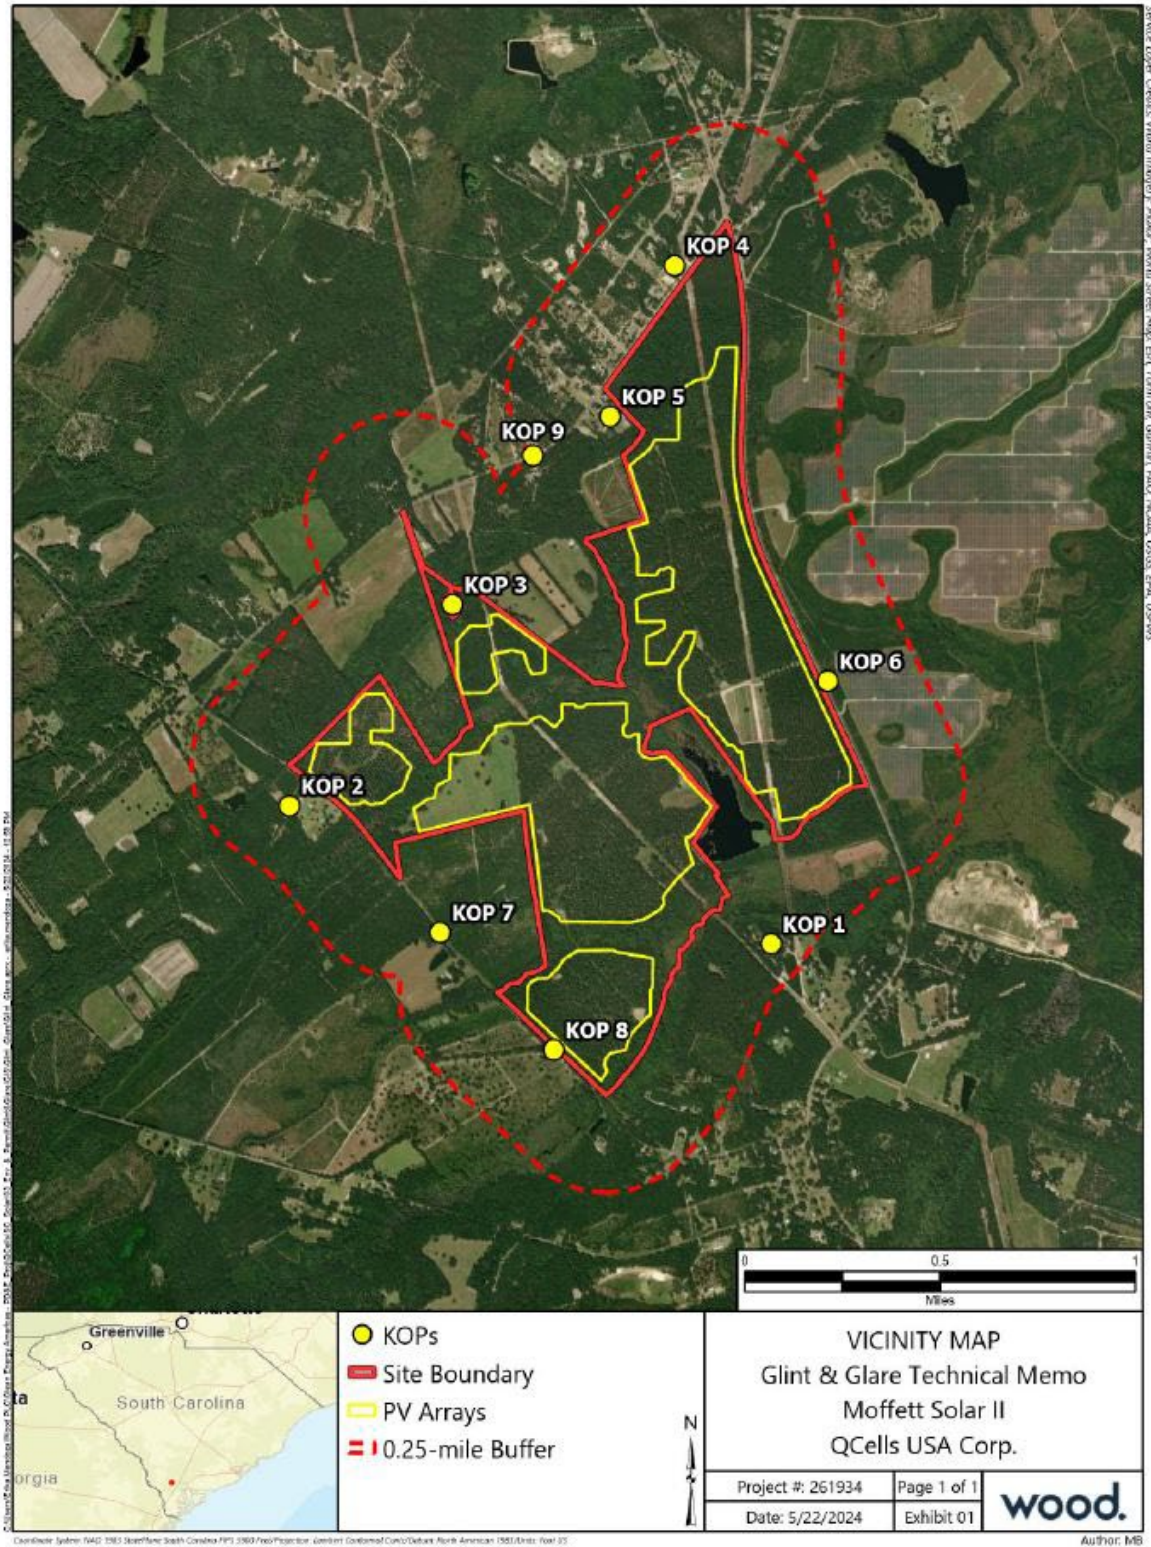 KOP 4
KOP 5
KOP 9
KOP 3
KOP 6
KOP 2
KOP 7
KOP 1
KOP 8
0 0.5 1
Miles
Greenville
South Carolina
ta
orgia
KOPs
Site Boundary
PV Arrays
0.25-mile Buffer
N
VICINITY MAP
Glint & Glare Technical Memo
Moffett Solar II
QCells USA Corp.
Project #: 261934
Page 1 of 1
Date: 5/22/2024
Exhibit 01
wood.
Author: MB